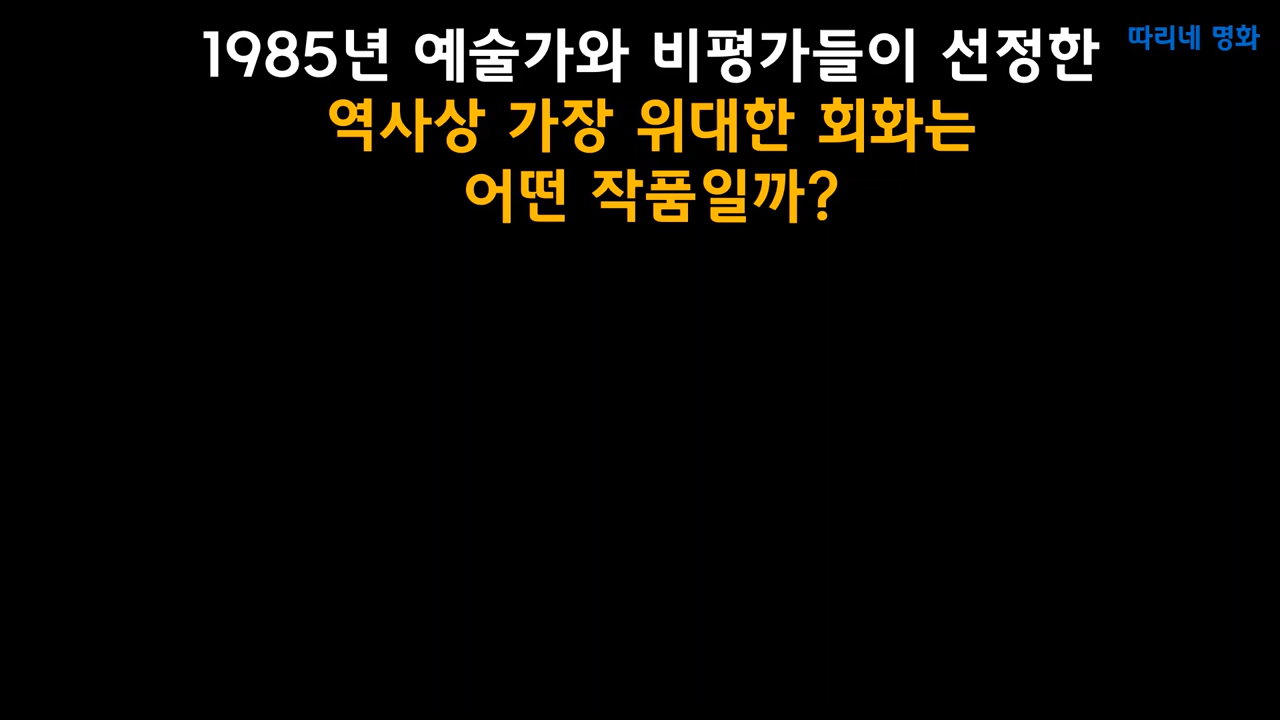 1985년 예술가와 비평가들이 선정한
따리네 명화
역사상 가장 위대한 회화는
어떤 작품일까?